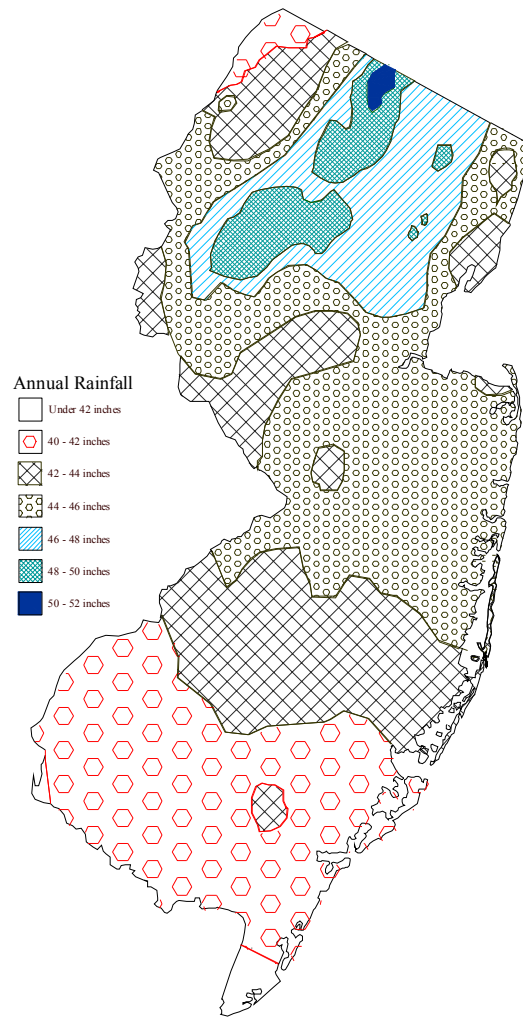 Annual Rainfall
Under 42 inches
40 - 42 inches
42 - 44 inches
44 - 46 inches
46 - 48 inches
48 - 50 inches
50 - 52 inches